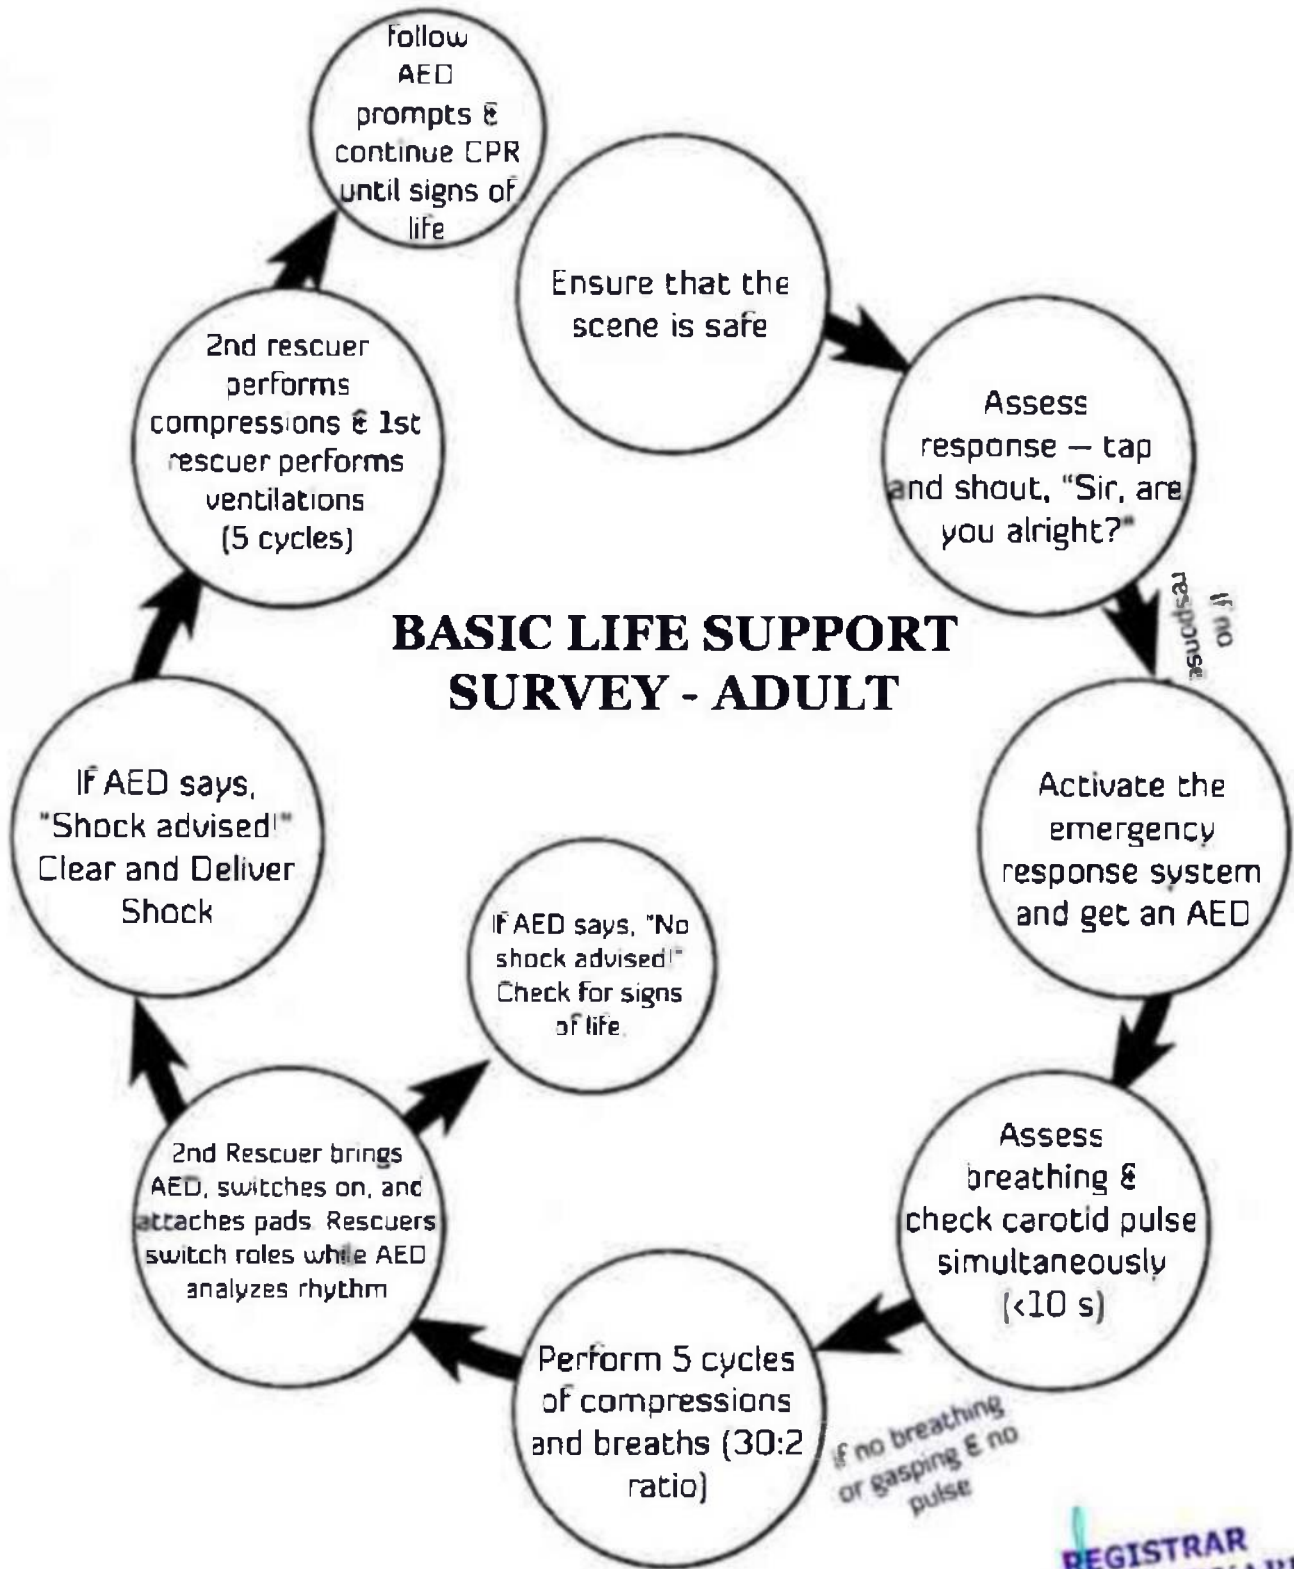 Follow
AED
prompts &
continue CPR
until signs of
life
Ensure that the
scene is safe
Assess
response — tap
and shout, "Sir, are
you alright?"
If no
response
Activate the
emergency
response system
and get an AED
Assess
breathing &
check carotid pulse
simultaneously
(<10 s)
If no breathing
or gasping & no
pulse
Perform 5 cycles
of compressions
and breaths (30:2
ratio)
2nd Rescuer brings
AED, switches on, and
attaches pads. Rescuers
switch roles while AED
analyzes rhythm
If AED says, "No
shock advised!"
Check for signs
of life
If AED says,
"Shock advised!"
Clear and Deliver
Shock
2nd rescuer
performs
compressions & 1st
rescuer performs
ventilations
(5 cycles)
BASIC LIFE SUPPORT
SURVEY - ADULT
REGISTRAR